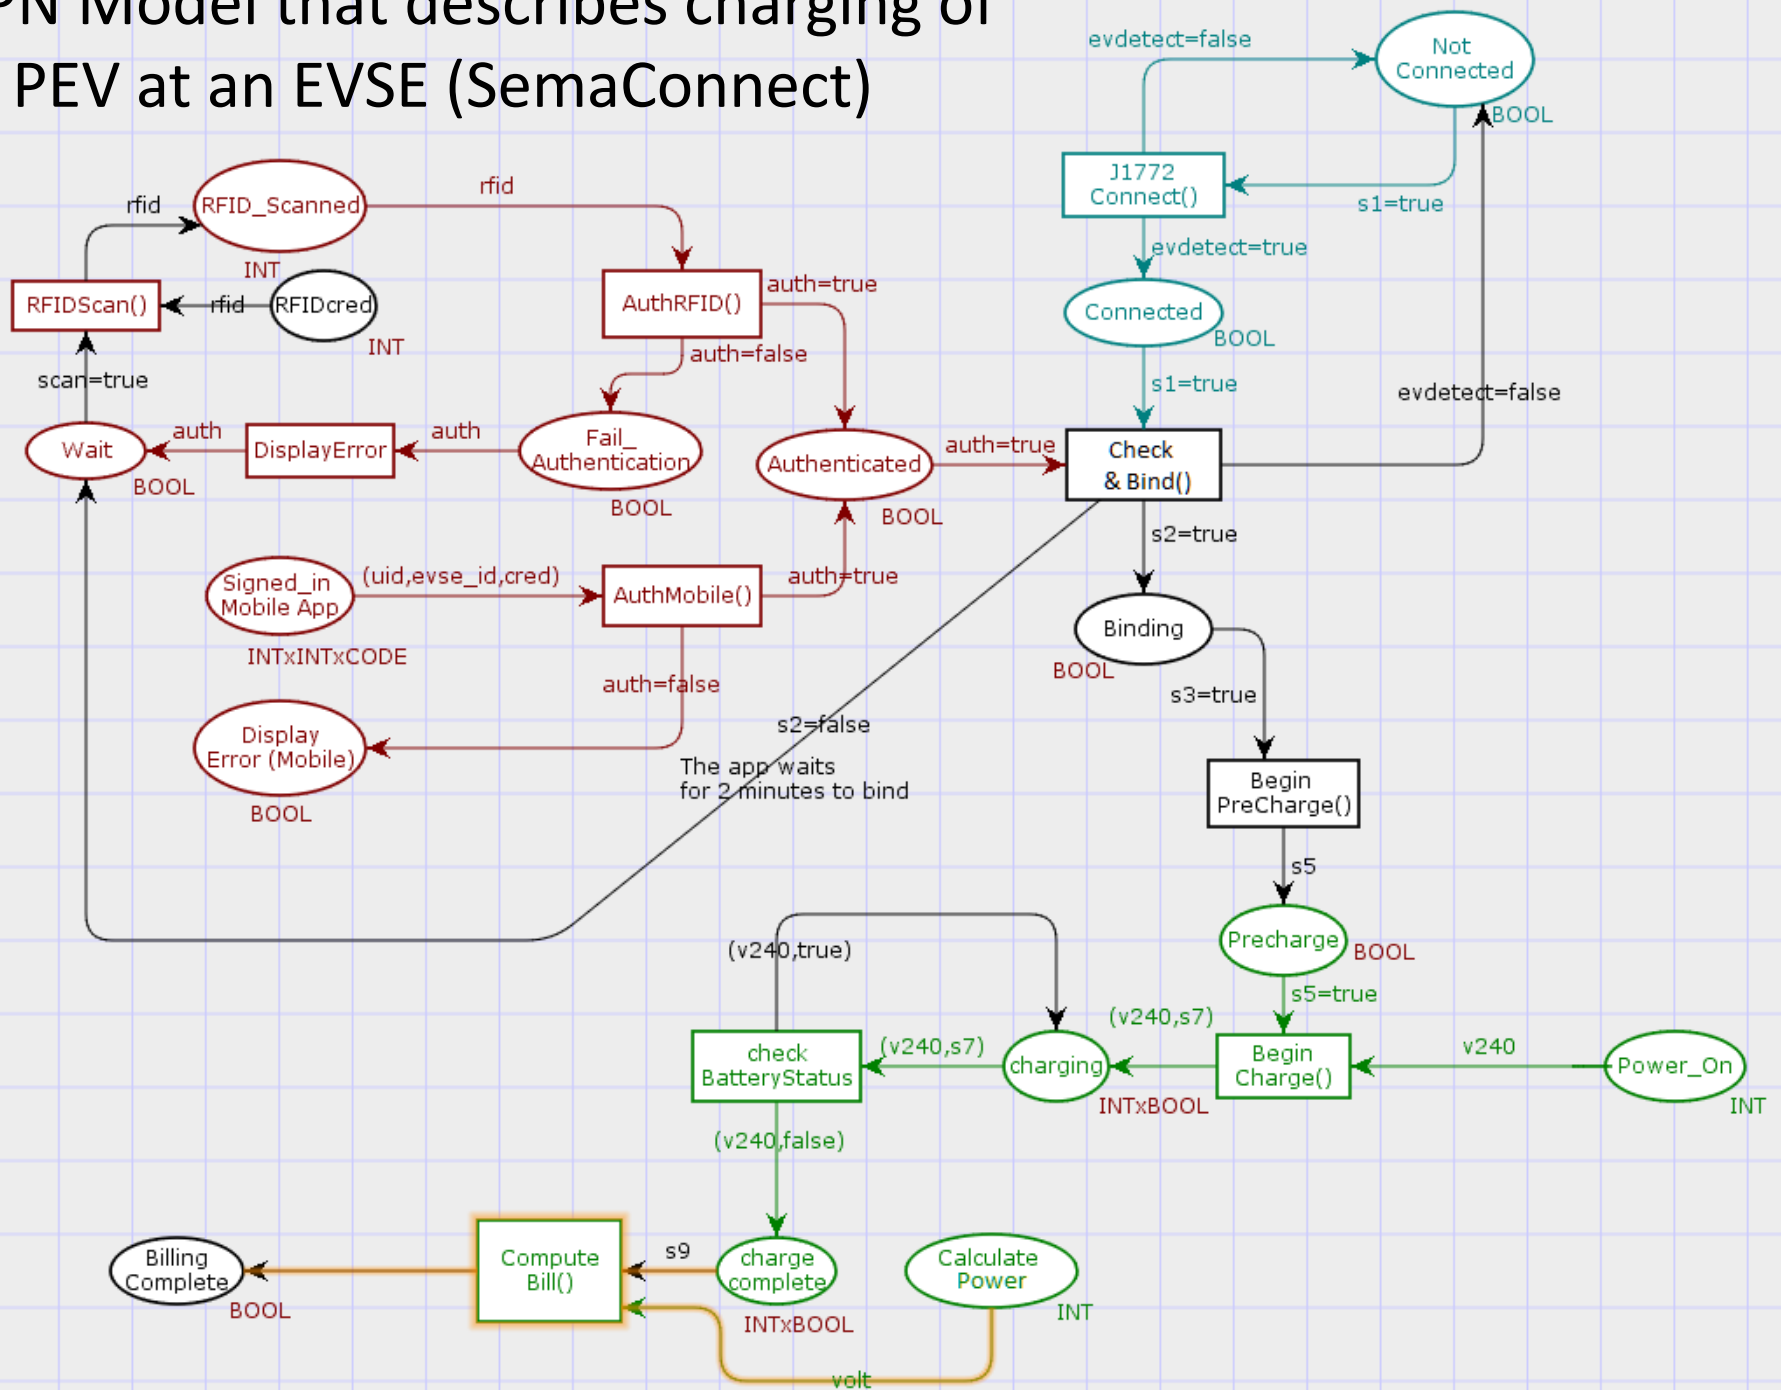 PN Model that describes charging of
PEV at an EVSE (SemaConnect)
evdetect=false
Not
Connected
BOOL
J1772
Connect()
s1=true
evdetect=true
Connected
BOOL
s1=true
evdetect=false
rfid
RFID_Scanned
INT
rfid
RFIDScan()
rfid
RFIDcred
INT
scan=true
AuthRFID()
auth=true
auth=false
Wait
BOOL
auth
DisplayError
auth
Fail_
Authentication
BOOL
Authenticated
BOOL
auth=true
Check
& Bind()
s2=true
Signed_in
Mobile App
INTxINTxCODE
(uid,evse_id,cred)
AuthMobile()
auth=true
auth=false
Display
Error (Mobile)
BOOL
s2=false
The app waits
for 2 minutes to bind
Binding
BOOL
s3=true
Begin
PreCharge()
s5
Precharge
BOOL
s5=true
(v240,true)
check
BatteryStatus
(v240,s7)
charging
INTxBOOL
(v240,s7)
Begin
Charge()
v240
Power_On
INT
(v240,false)
Billing
Complete
BOOL
Compute
Bill()
s9
charge
complete
INTxBOOL
Calculate
Power
INT
volt